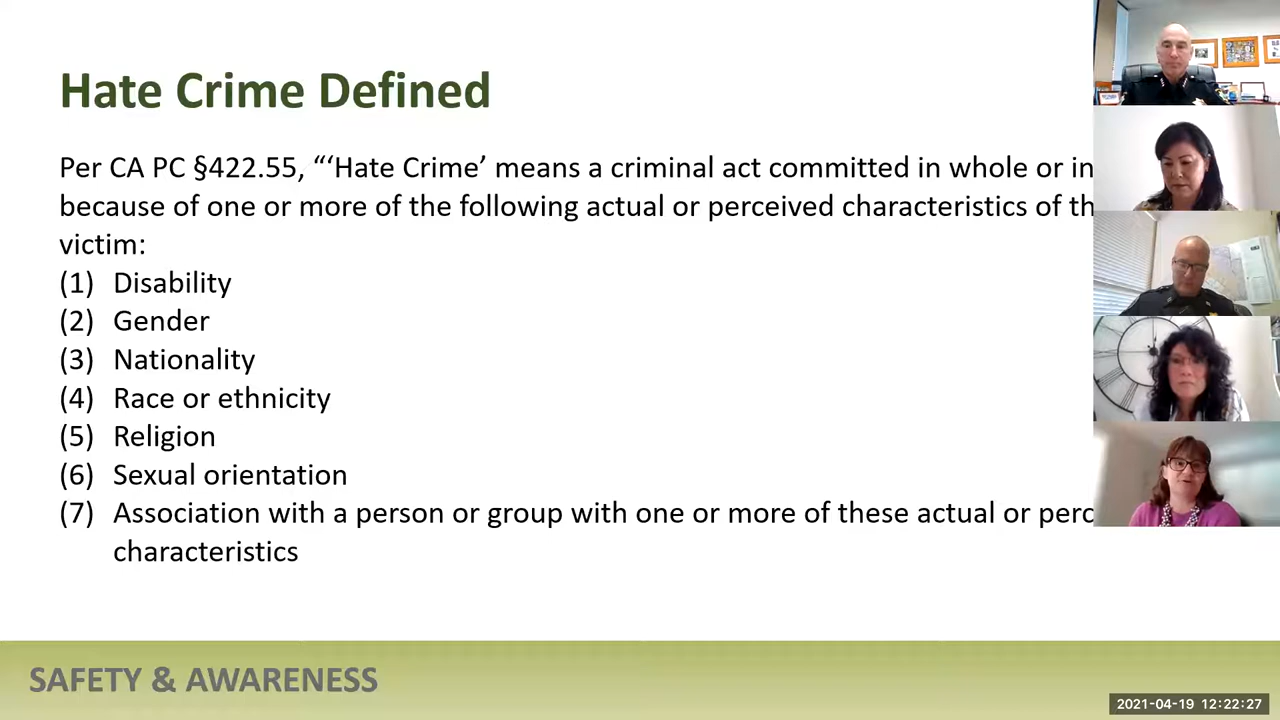 Hate Crime Defined
Per CA PC §422.55, “‘Hate Crime’ means a criminal act committed in whole or in
because of one or more of the following actual or perceived characteristics of th
victim:
(1) Disability
(2) Gender
(3) Nationality
(4) Race or ethnicity
(5) Religion
(6) Sexual orientation
(7) Association with a person or group with one or more of these actual or perc
characteristics
SAFETY & AWARENESS
2021-04-19 12:22:27